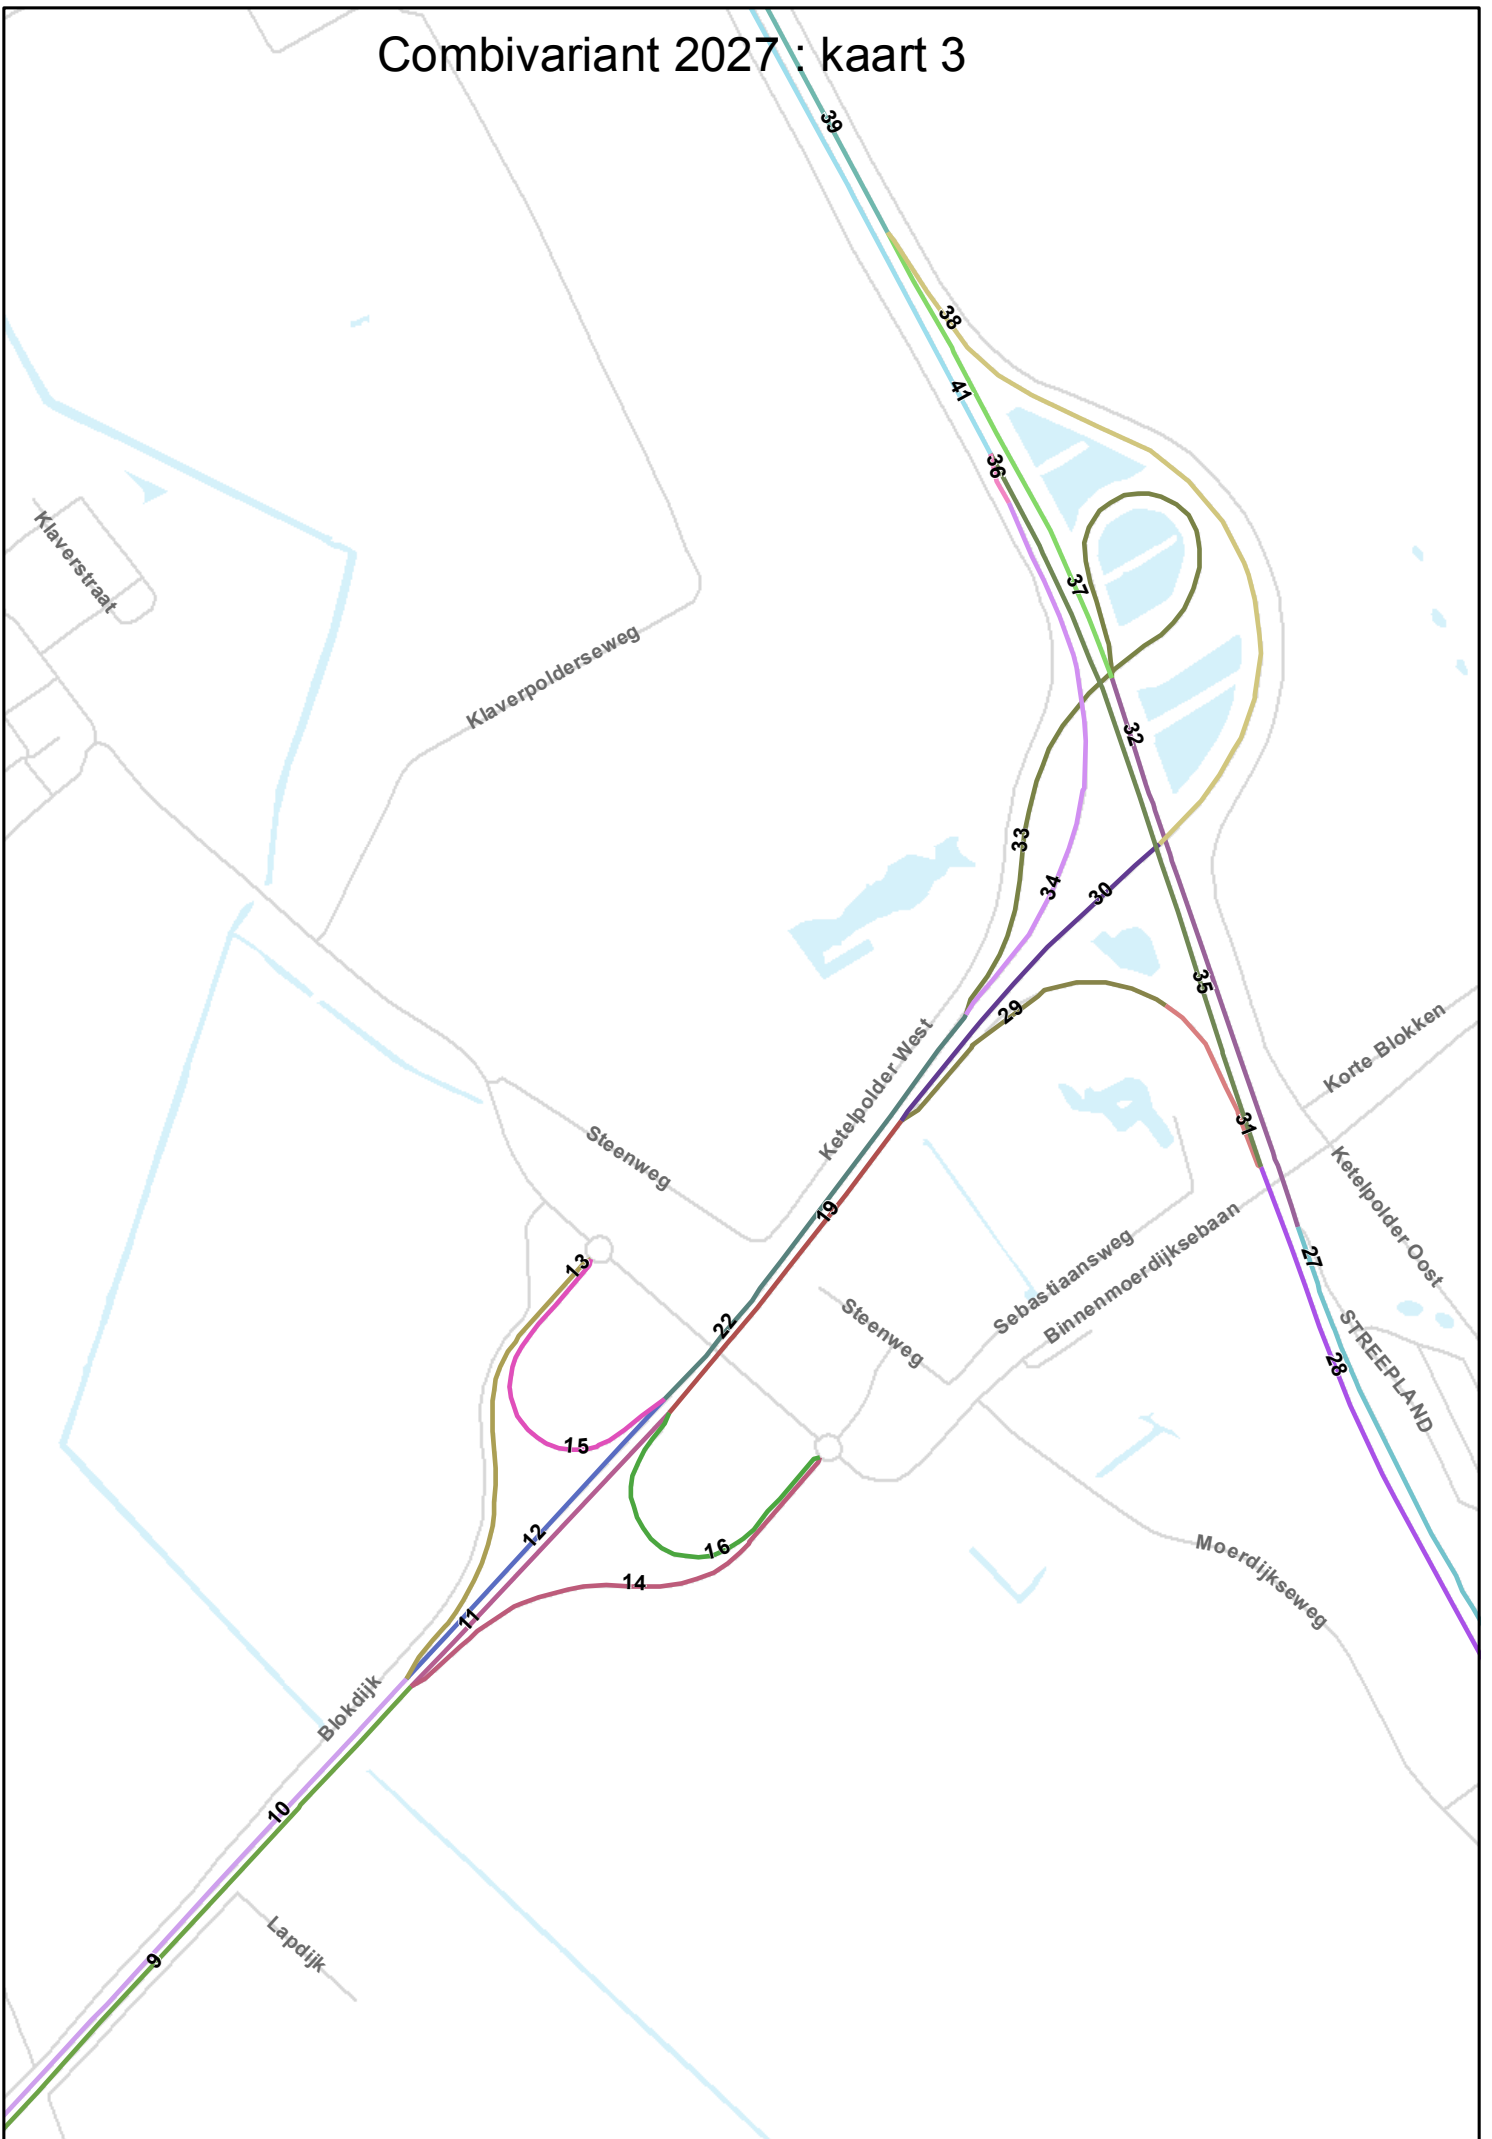 Combivariant 2027 : kaart 3
39
38
41
36
Klaverstraat
37
Klaverpolderseweg
32
33
34
30
35
29
Korte Blokken
Ketelpolder West
31
Steenweg
Ketelpolder Oost
19
13
27
Sebastiaansweg
Binnenmoerdijksebaan
22
Steenweg
28
STREEPLAND
15
12
16
14
Moerdijkseweg
11
Blokdijk
10
9
Lapdijk